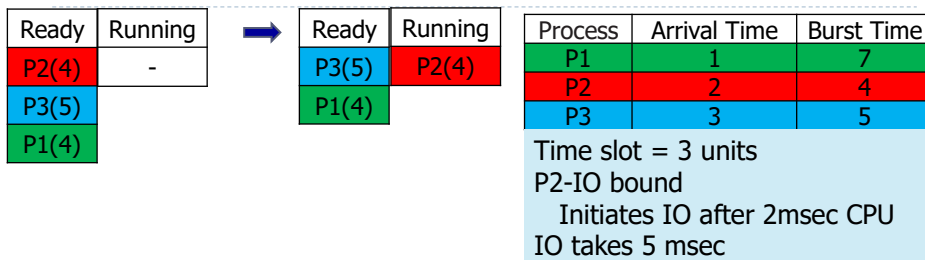 Ready Running
P2(4) -
P3(5)
P1(4)
Ready Running
P3(5) P2(4)
P1(4)
Process Arrival Time Burst Time
P1 1 7
P2 2 4
P3 3 5
Time slot = 3 units
P2-IO bound
Initiates IO after 2msec CPU
IO takes 5 msec